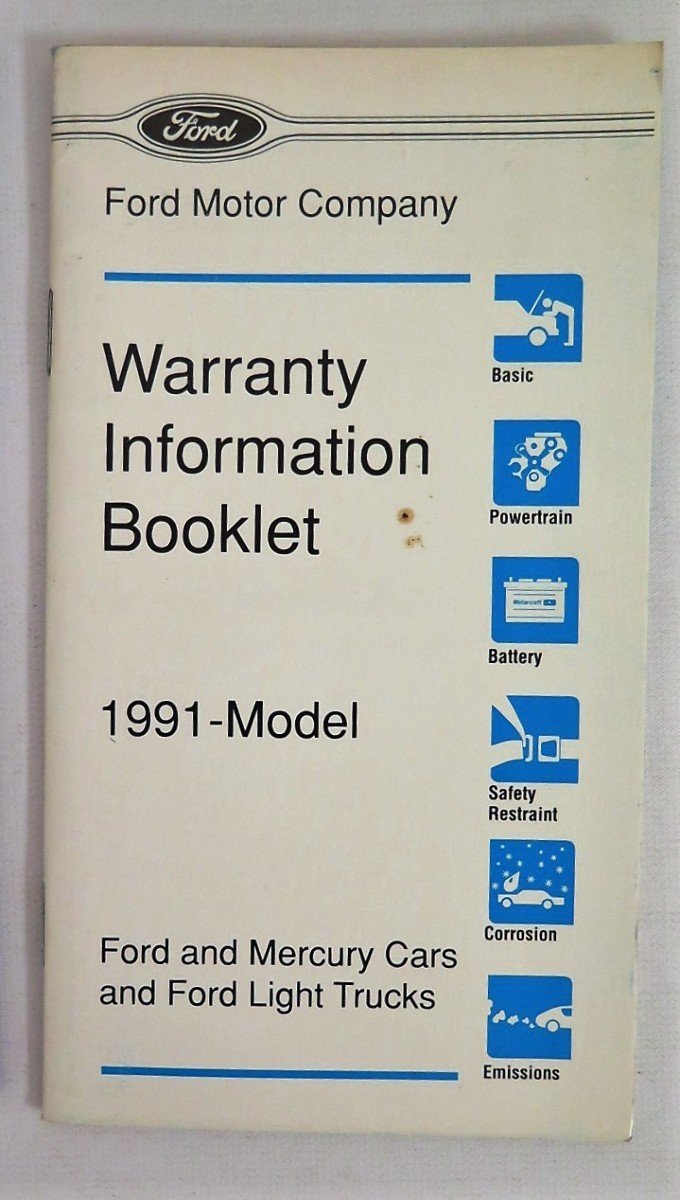 Ford
Ford Motor Company
Warranty
Information
Booklet
1991-Model
Ford and Mercury Cars
and Ford Light Trucks
Basic
Powertrain
Motorcraft
Battery
Safety
Restraint
Corrosion
Emissions